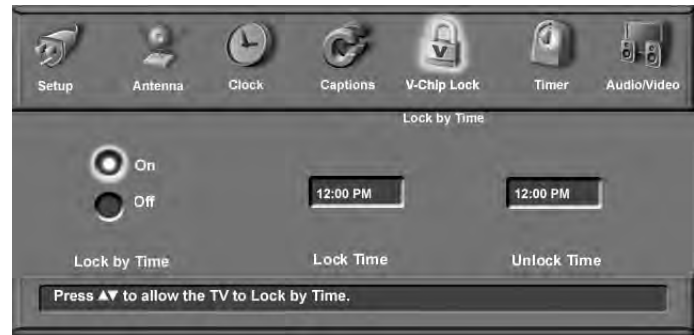 Setup Antenna Clock Captions V-Chip Lock Timer Audio/Video
Lock by Time
On
Off
12:00 PM 12:00 PM
Lock by Time Lock Time Unlock Time
Press ▲▼ to allow the TV to Lock by Time.